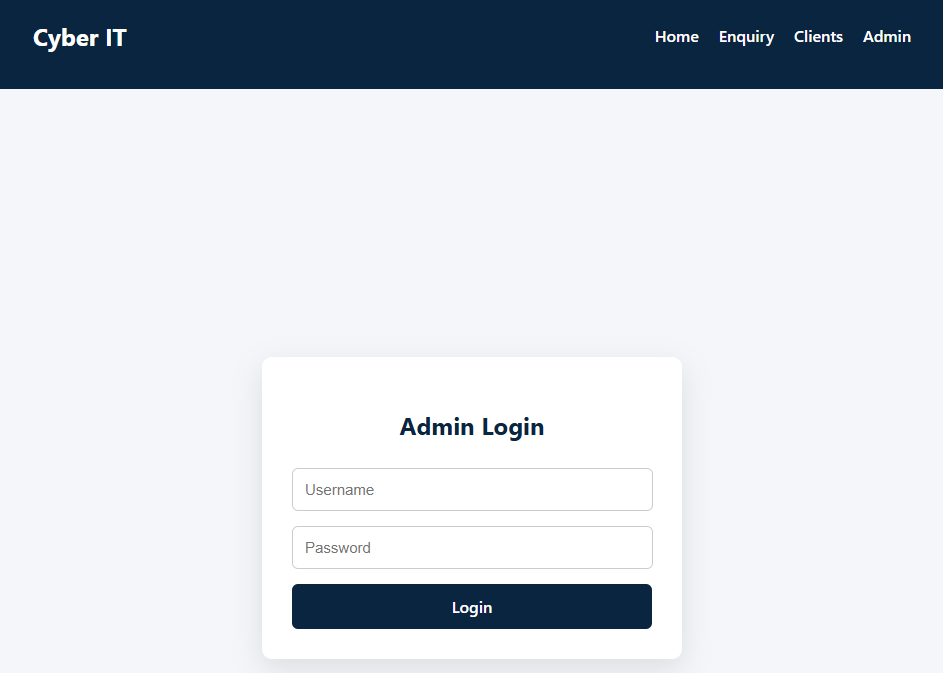 Cyber IT
Home Enquiry Clients Admin
Admin Login
Username
Password
Login